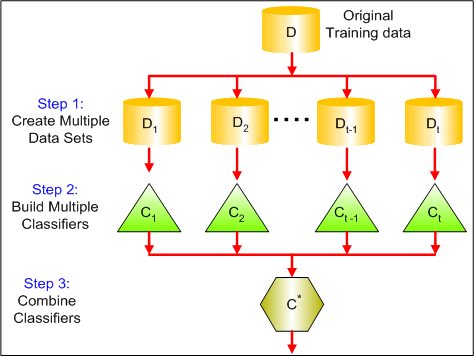 D
Original
Training data
Step 1:
Create Multiple
Data Sets
D1
D2
....
Dt-1
Dt
Step 2:
Build Multiple
Classifiers
C1
C2
Ct-1
Ct
Step 3:
Combine
Classifiers
C*